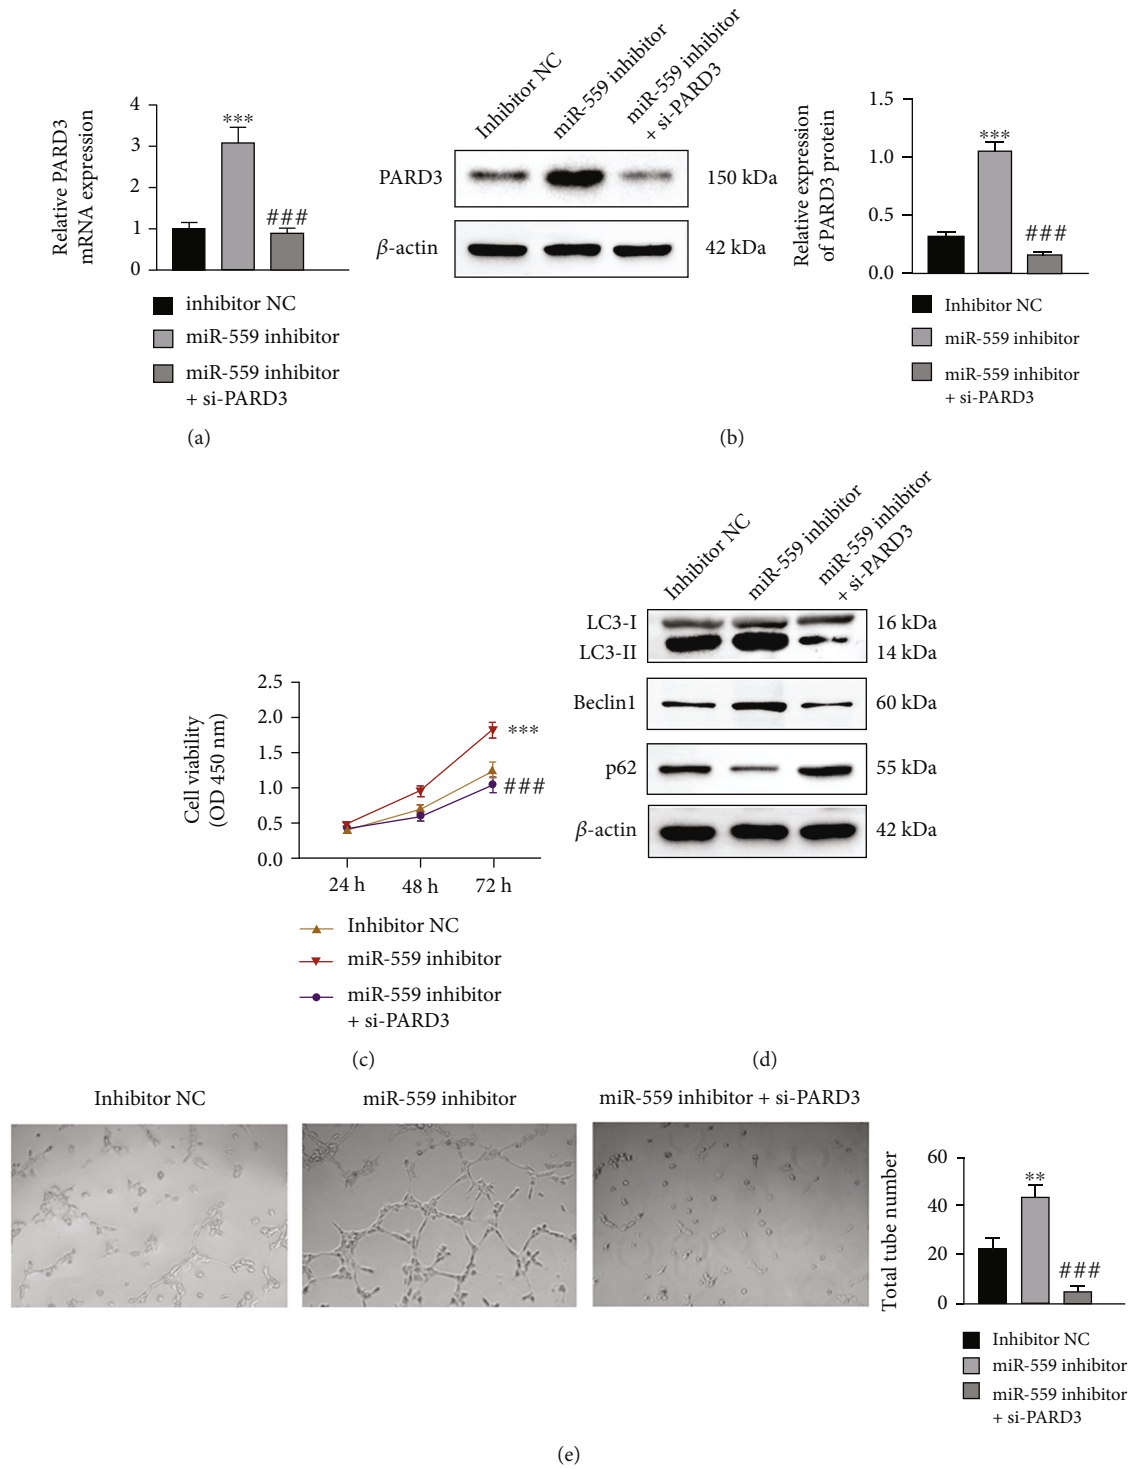 Relative PARD3
mRNA expression
4
3
2
1
0
***
###
inhibitor NC
miR-559 inhibitor
miR-559 inhibitor
+ si-PARD3
(a)
Inhibitor NC
miR-559 inhibitor
miR-559 inhibitor
+ si-PARD3
PARD3
150 kDa
β-actin
42 kDa
Relative expression
of PARD3 protein
1.5
1.0
0.5
0.0
***
###
Inhibitor NC
miR-559 inhibitor
miR-559 inhibitor
+ si-PARD3
(b)
Cell viability
(OD 450 nm)
2.5
2.0
1.5
1.0
0.5
0.0
***
###
24 h
48 h
72 h
Inhibitor NC
miR-559 inhibitor
miR-559 inhibitor
+ si-PARD3
(c)
Inhibitor NC
miR-559 inhibitor
miR-559 inhibitor
+ si-PARD3
LC3-I
16 kDa
LC3-II
14 kDa
Beclin1
60 kDa
p62
55 kDa
β-actin
42 kDa
(d)
Inhibitor NC
miR-559 inhibitor
miR-559 inhibitor + si-PARD3
Total tube number
60
40
20
0
**
###
Inhibitor NC
miR-559 inhibitor
miR-559 inhibitor
+ si-PARD3
(e)